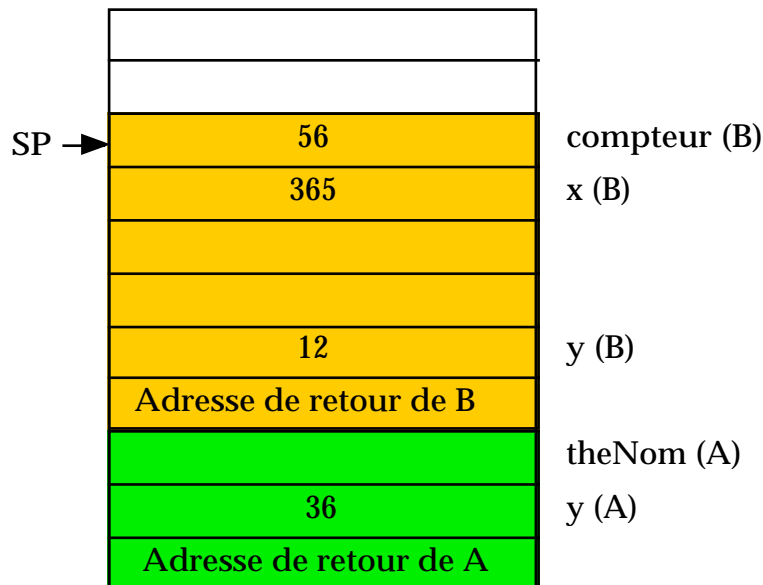 SP 56 compteur (B)
365 x (B)
12 y (B)
Adresse de retour de B
theNom (A)
36 y (A)
Adresse de retour de A